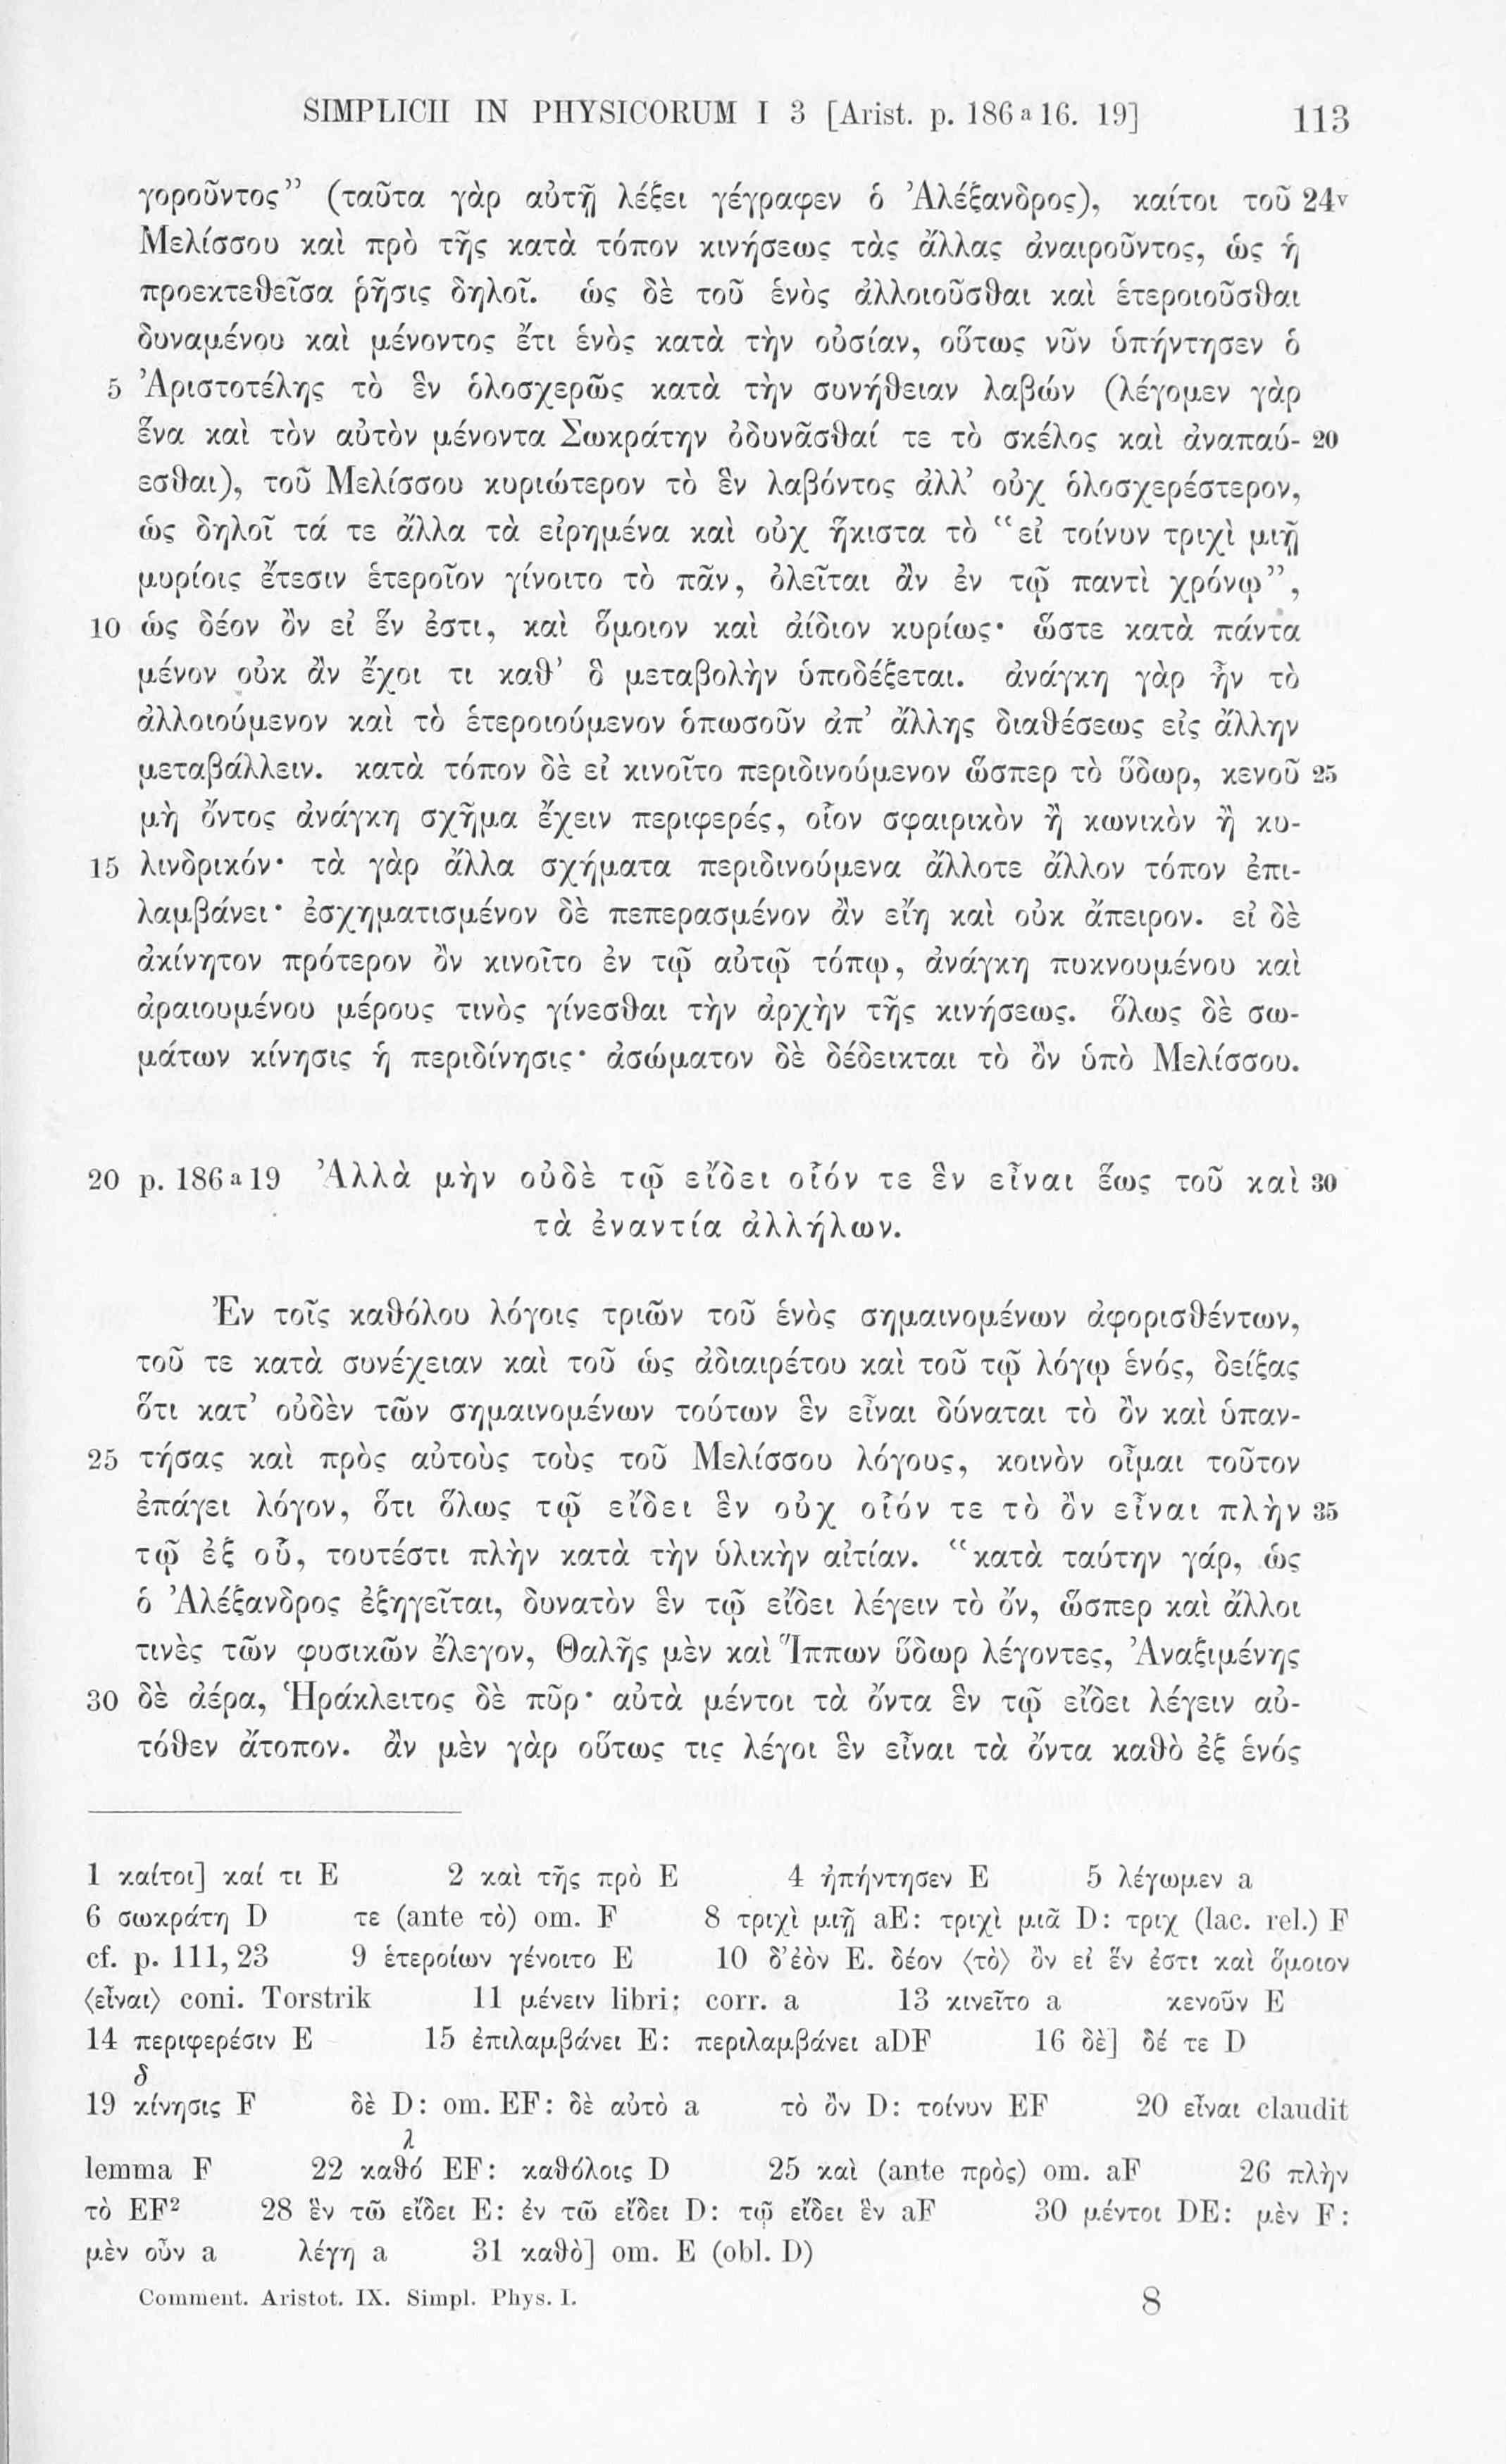 SIMPLICII IN PHYSICORUM I 3 [Arist. p. 186ᵃ16. 19] 113
γοροῦντος” (ταῦτα γὰρ αὐτῇ λέξει γέγραφεν ὁ Ἀλέξανδρος), καίτοι τοῦ 24ᵛ
Μελίσσου καὶ πρὸ τῆς κατὰ τόπον κινήσεως τὰς ἄλλας ἀναιροῦντος, ὡς ἡ
προεκτεθεῖσα ῥῆσις δηλοῖ. ὡς δὲ τοῦ ἑνὸς ἀλλοιοῦσθαι καὶ ἑτεροιοῦσθαι
δυναμένου καὶ μένοντος ἔτι ἑνὸς κατὰ τὴν οὐσίαν, οὕτως νῦν ὑπήντησεν ὁ
5 Ἀριστοτέλης τὸ ἓν ὁλοσχερῶς κατὰ τὴν συνήθειαν λαβών (λέγομεν γὰρ
ἕνα καὶ τὸν αὐτὸν μένοντα Σωκράτην ὀδυνᾶσθαί τε τὸ σκέλος καὶ ἀναπαύ- 20
εσθαι), τοῦ Μελίσσου κυριώτερον τὸ ἓν λαβόντος ἀλλ’ οὐχ ὁλοσχερέστερον,
ὡς δηλοῖ τά τε ἄλλα τὰ εἰρημένα καὶ οὐχ ἥκιστα τὸ “εἰ τοίνυν τριχὶ μιῇ
μυρίοις ἔτεσιν ἑτεροῖον γίνοιτο τὸ πᾶν, ὀλεῖται ἂν ἐν τῷ παντὶ χρόνῳ”,
10 ὡς δέον ὂν εἰ ἕν ἐστι, καὶ ὅμοιον καὶ ἀίδιον κυρίως· ὥστε κατὰ πάντα
μένον οὐκ ἂν ἔχοι τι καθ’ ὃ μεταβολὴν ὑποδέξεται. ἀνάγκη γὰρ ἦν τὸ
ἀλλοιούμενον καὶ τὸ ἑτεροιούμενον ὁπωσοῦν ἀπ’ ἄλλης διαθέσεως εἰς ἄλλην
μεταβάλλειν. κατὰ τόπον δὲ εἰ κινοῖτο περιδινούμενον ὥσπερ τὸ ὕδωρ, κενοῦ 25
μὴ ὄντος ἀνάγκη σχῆμα ἔχειν περιφερές, οἷον σφαιρικὸν ἢ κωνικὸν ἢ κυ-
15 λινδρικόν· τὰ γὰρ ἄλλα σχήματα περιδινούμενα ἄλλοτε ἄλλον τόπον ἐπι-
λαμβάνει· ἐσχηματισμένον δὲ πεπερασμένον ἂν εἴη καὶ οὐκ ἄπειρον. εἰ δὲ
ἀκίνητον πρότερον ὂν κινοῖτο ἐν τῷ αὐτῷ τόπῳ, ἀνάγκη πυκνουμένου καὶ
ἀραιουμένου μέρους τινὸς γίνεσθαι τὴν ἀρχὴν τῆς κινήσεως. ὅλως δὲ σω-
μάτων κίνησις ἡ περιδίνησις· ἀσώματον δὲ δέδεικται τὸ ὂν ὑπὸ Μελίσσου.
20 p. 186ᵃ19 Ἀλλὰ μὴν οὐδὲ τῷ εἴδει οἷόν τε ἓν εἶναι ἕως τοῦ καὶ 30
τὰ ἐναντία ἀλλήλων.
Ἐν τοῖς καθόλου λόγοις τριῶν τοῦ ἑνὸς σημαινομένων ἀφορισθέντων,
τοῦ τε κατὰ συνέχειαν καὶ τοῦ ὡς ἀδιαιρέτου καὶ τοῦ τῷ λόγῳ ἑνός, δείξας
ὅτι κατ’ οὐδὲν τῶν σημαινομένων τούτων ἓν εἶναι δύναται τὸ ὂν καὶ ὑπαν-
25 τήσας καὶ πρὸς αὐτοὺς τοὺς τοῦ Μελίσσου λόγους, κοινὸν οἶμαι τοῦτον
ἐπάγει λόγον, ὅτι ὅλως τῷ εἴδει ἓν οὐχ οἷόν τε τὸ ὂν εἶναι πλὴν 35
τῷ ἐξ οὗ, τουτέστι πλὴν κατὰ τὴν ὑλικὴν αἰτίαν. “κατὰ ταύτην γάρ, ὡς
ὁ Ἀλέξανδρος ἐξηγεῖται, δυνατὸν ἓν τῷ εἴδει λέγειν τὸ ὄν, ὥσπερ καὶ ἄλλοι
τινὲς τῶν φυσικῶν ἔλεγον, Θαλῆς μὲν καὶ Ἵππων ὕδωρ λέγοντες, Ἀναξιμένης
30 δὲ ἀέρα, Ἡράκλειτος δὲ πῦρ· αὐτὰ μέντοι τὰ ὄντα ἓν τῷ εἴδει λέγειν αὐ-
τόθεν ἄτοπον. ἂν μὲν γὰρ οὕτως τις λέγοι ἓν εἶναι τὰ ὄντα καθὸ ἐξ ἑνός
1 καίτοι] καί τι E 2 καὶ τῆς πρὸ E 4 ἠπήντησεν E 5 λέγωμεν a
6 σωκράτη D τε (ante τὸ) om. F 8 τριχὶ μιῇ aE: τριχὶ μιᾶ D: τριχ (lac. rel.) F
cf. p. 111, 23 9 ἑτεροίων γένοιτο E 10 δ’ἐὸν E. δέον ⟨τὸ⟩ ὂν εἰ ἕν ἐστι καὶ ὅμοιον
⟨εἶναι⟩ coni. Torstrik 11 μένειν libri; corr. a 13 κινεῖτο a κενοῦν E
14 περιφερέσιν E 15 ἐπιλαμβάνει E: περιλαμβάνει aDF 16 δὲ] δέ τε D
δ
19 κίνησις F δὲ D: om. EF: δὲ αὐτὸ a τὸ ὂν D: τοίνυν EF 20 εἶναι claudit
λ
lemma F 22 καθό EF: καθόλοις D 25 καὶ (ante πρὸς) om. aF 26 πλὴν
τὸ EF² 28 ἓν τῶ εἴδει E: ἐν τῶ εἴδει D: τῷ εἴδει ἓν aF 30 μέντοι DE: μὲν F:
μὲν οὖν a λέγη a 31 καθὸ] om. E (obl. D)
Comment. Aristot. IX. Simpl. Phys. I. 8